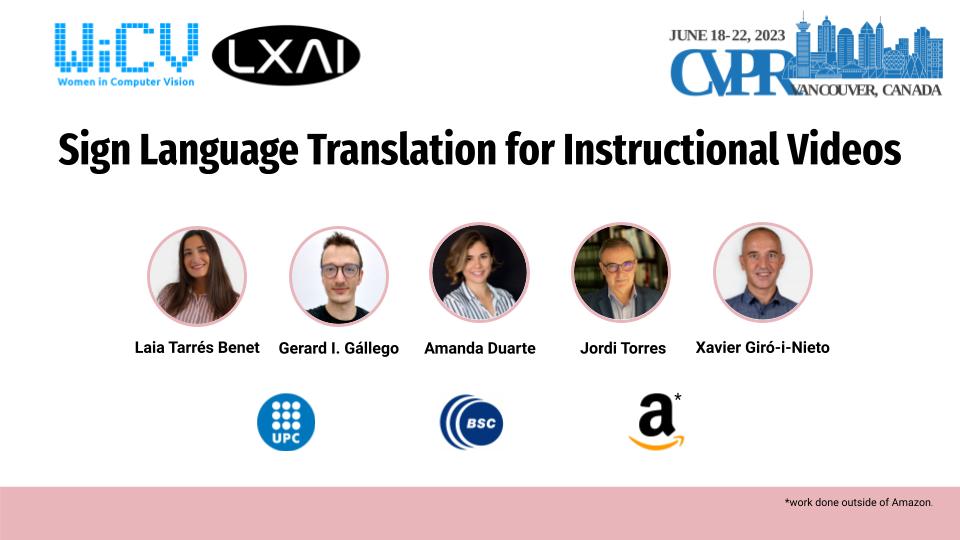 WiCV
Women in Computer Vision
LXAI
JUNE 18-22, 2023
CVPR
VANCOUVER, CANADA
Sign Language Translation for Instructional Videos
Laia Tarrés Benet
Gerard I. Gállego
Amanda Duarte
Jordi Torres
Xavier Giró-i-Nieto
UPC
BSC
a*
*work done outside of Amazon.